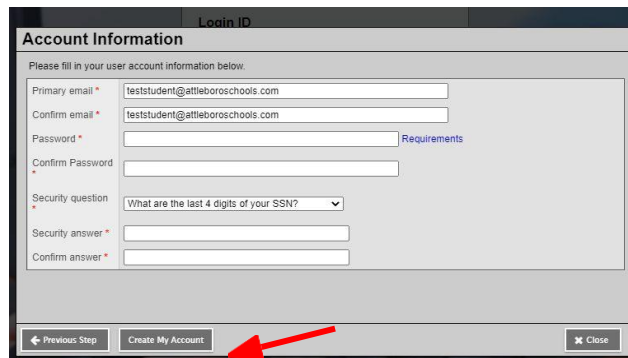 Login ID
Account Information
Please fill in your user account information below.
Primary email * teststudent@attleboroschools.com
Confirm email * teststudent@attleboroschools.com
Password * Requirements
Confirm Password
*
Security question
* What are the last 4 digits of your SSN?
Security answer *
Confirm answer *
Previous Step Create My Account Close